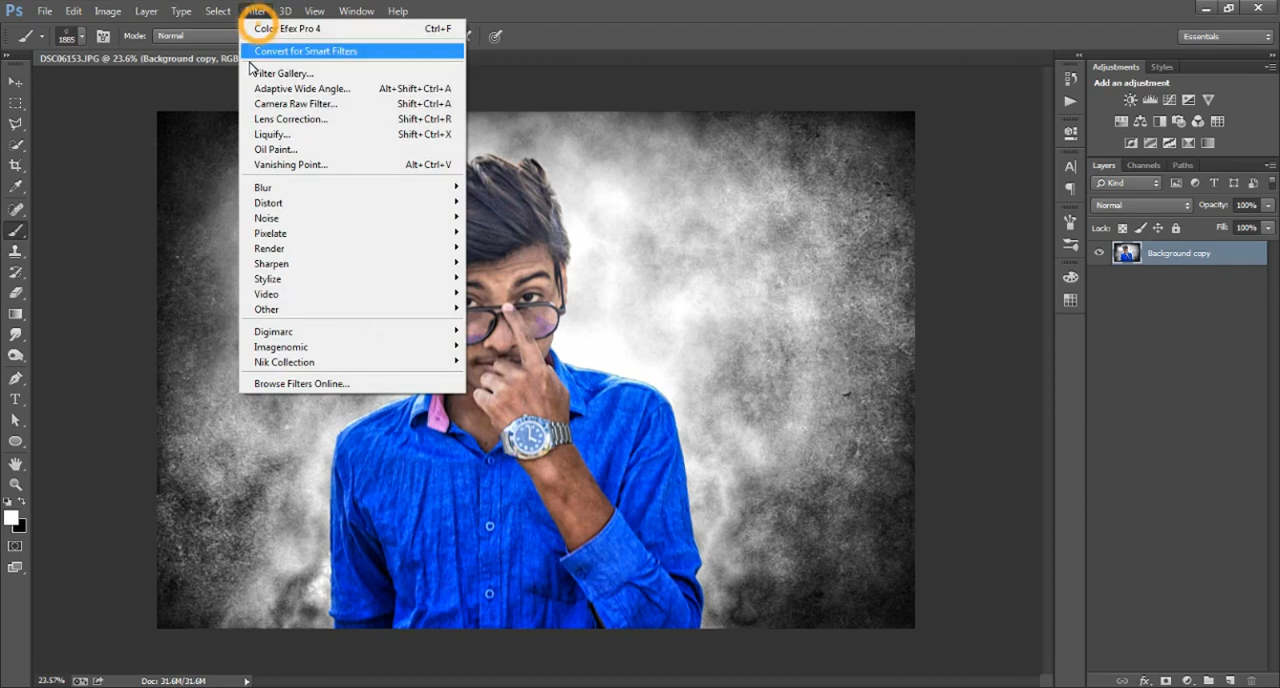 Ps File Edit Image Layer Type Select Filter 3D View Window Help
1885 Mode: Normal Essentials
DSC06153.JPG @ 23.6% (Background copy, RGB
Color Efex Pro 4 Ctrl+F
Convert for Smart Filters
Filter Gallery...
Adaptive Wide Angle... Alt+Shift+Ctrl+A
Camera Raw Filter... Shift+Ctrl+A
Lens Correction... Shift+Ctrl+R
Liquify... Shift+Ctrl+X
Oil Paint...
Vanishing Point... Alt+Ctrl+V
Blur
Distort
Noise
Pixelate
Render
Sharpen
Stylize
Video
Other
Digimarc
Imagenomic
Nik Collection
Browse Filters Online...
Adjustments Styles
Add an adjustment
Layers Channels Paths
Kind
Normal Opacity: 100%
Lock: Fill: 100%
Background copy
23.57% Doc: 31.6M/31.6M